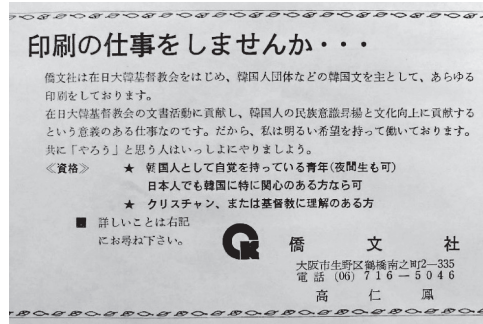 印刷の仕事をしませんか・・・
僑文社は在日大韓基督教会をはじめ、韓国人団体などの韓国文を主として、あらゆる
印刷をしております。
在日大韓基督教会の文書活動に貢献し、韓国人の民族意識昻揚と文化向上に貢献する
という意義のある仕事なのです。だから、私は明るい希望を持って働いております。
共に「やろう」と思う人はいっしょにやりましょう。
≪資格≫ ★ 韓国人として自覚を持っている青年(夜間生も可)
日本人でも韓国に特に関心のある方なら可
★ クリスチャン、または基督教に理解のある方
■ 詳しいことは右記
にお尋ね下さい。
僑文社
大阪市生野区鶴橋南之町2—335
電話 (06) 716—5046
高仁鳳